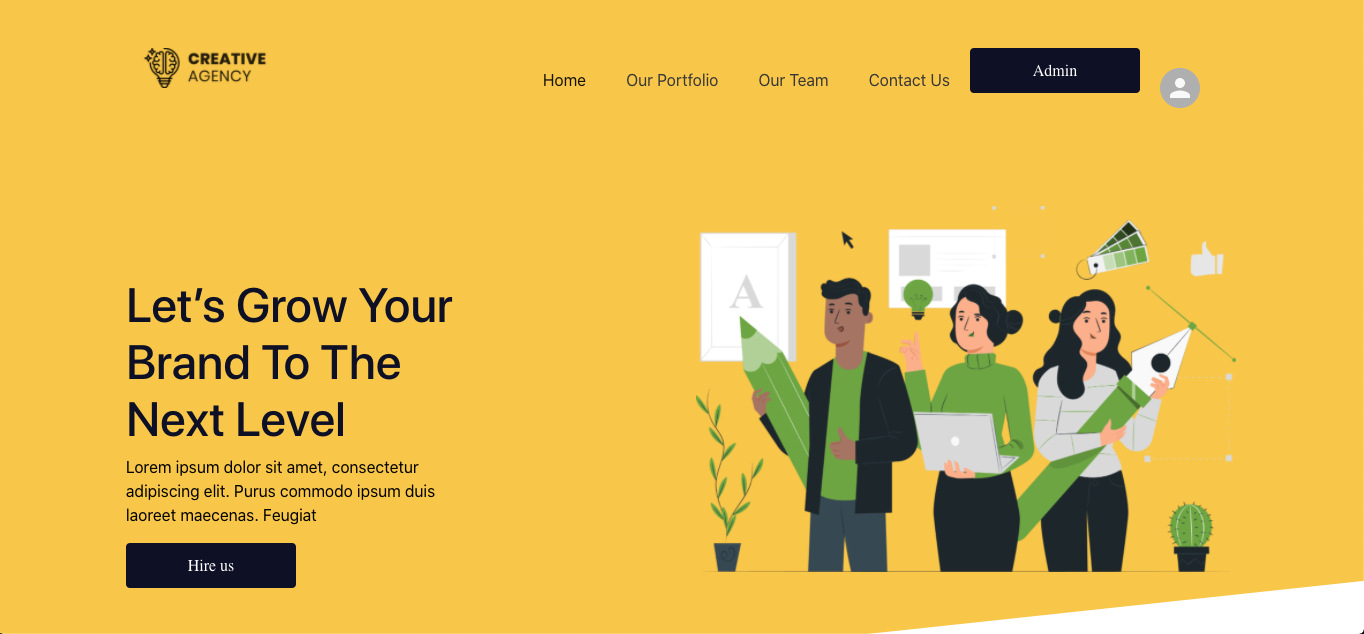 CREATIVE
AGENCY
Home
Our Portfolio
Our Team
Contact Us
Admin
A
Let’s Grow Your
Brand To The
Next Level
Lorem ipsum dolor sit amet, consectetur
adipiscing elit. Purus commodo ipsum duis
laoreet maecenas. Feugiat
Hire us